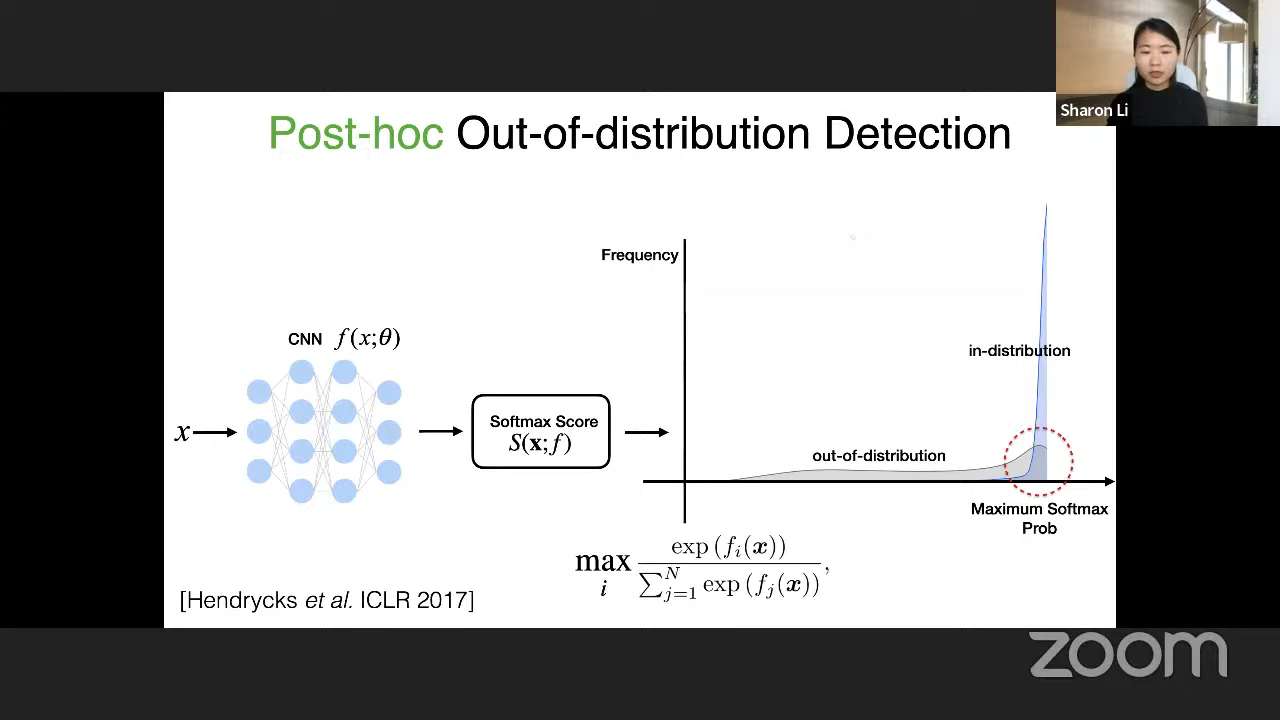 Sharon Li
Post-hoc Out-of-distribution Detection
Frequency
CNN f(x;θ)
in-distribution
x
Softmax Score
S(x; f)
out-of-distribution
Maximum Softmax
Prob
max_i exp(f_i(x)) / ∑_{j=1}^N exp(f_j(x)),
[Hendrycks et al. ICLR 2017]
zoom